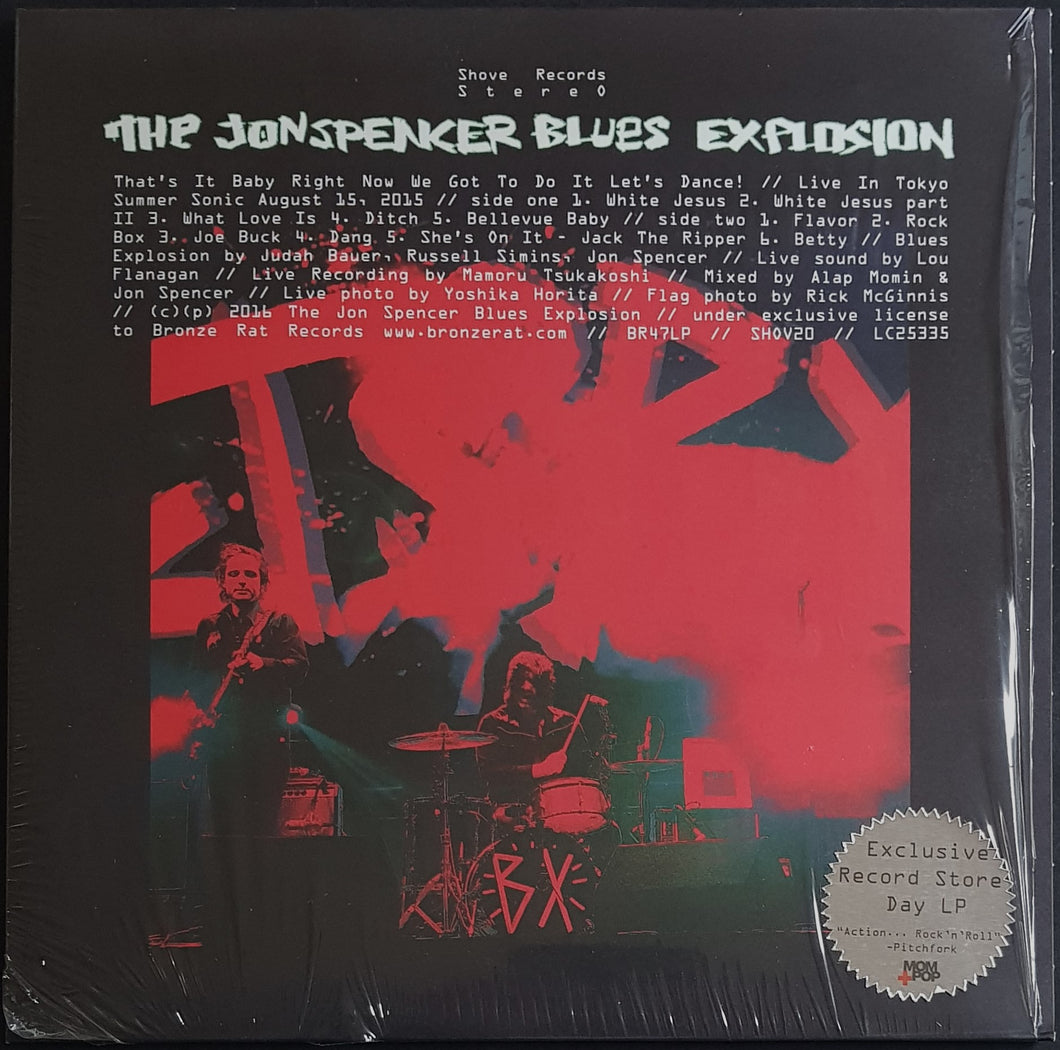 Shove Records
Stereo
THE JON SPENCER BLUES EXPLOSION
That's It Baby Right Now We Got To Do It Let's Dance! // Live In Tokyo
Summer Sonic August 15, 2015 // side one 1. White Jesus 2. White Jesus part
II 3. What Love Is 4. Ditch 5. Bellevue Baby // side two 1. Flavor 2. Rock
Box 3. Joe Buck 4. Dang 5. She's On It - Jack The Ripper 6. Betty // Blues
Explosion by Judah Bauer, Russell Simins, Jon Spencer // Live sound by Lou
Flanagan // Live Recording by Mamoru Tsukakoshi // Mixed by Alap Momin &
Jon Spencer // Live photo by Yoshika Horita // Flag photo by Rick McGinnis
// (c)(p) 2016 The Jon Spencer Blues Explosion // under exclusive license
to Bronze Rat Records www.bronzerat.com // BR47LP // SHOV20 // LC25335
BX
Exclusive
Record Store
Day LP
"Action... Rock'n'Roll"
-Pitchfork
MOM
+POP